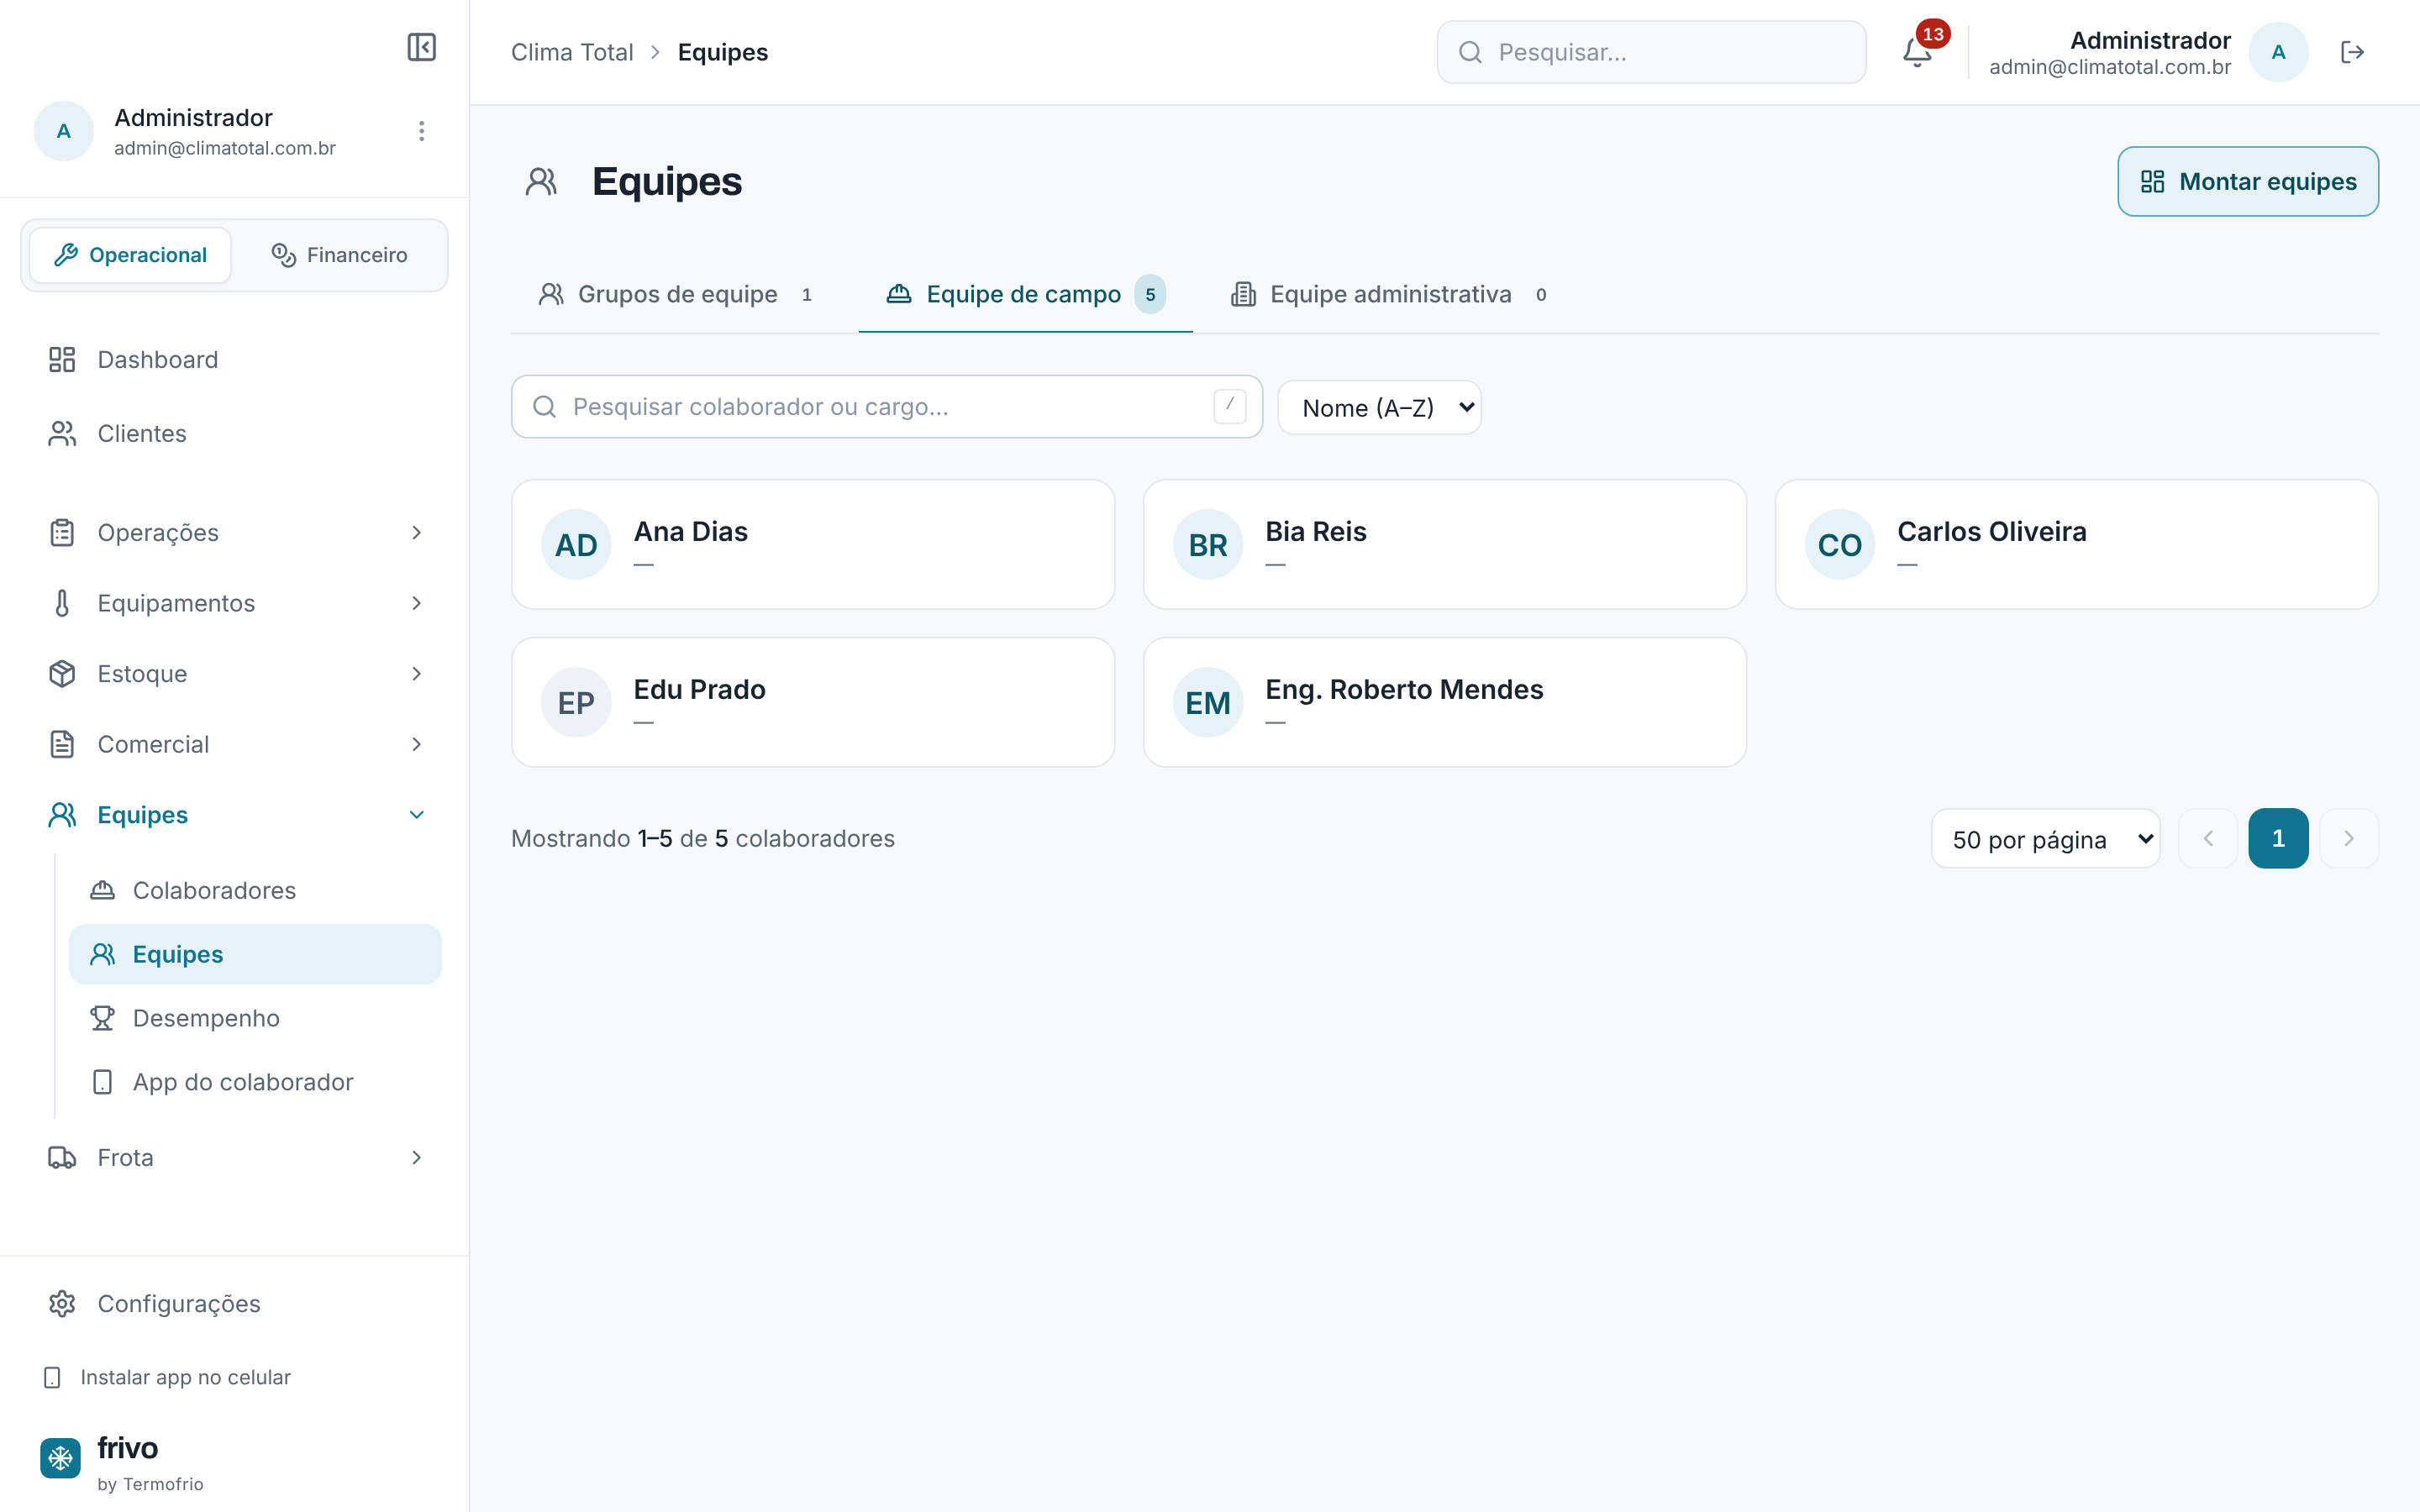 Clima Total
Equipes
Pesquisar...
13
Administrador
admin@climatotal.com.br
A
A
Administrador
admin@climatotal.com.br
Operacional
Financeiro
Dashboard
Clientes
Operações
Equipamentos
Estoque
Comercial
Equipes
Colaboradores
Equipes
Desempenho
App do colaborador
Frota
Configurações
Instalar app no celular
frivo
by Termofrio
Equipes
Montar equipes
Grupos de equipe 1
Equipe de campo 5
Equipe administrativa 0
Pesquisar colaborador ou cargo... /
Nome (A–Z)
AD
Ana Dias
—
BR
Bia Reis
—
CO
Carlos Oliveira
—
EP
Edu Prado
—
EM
Eng. Roberto Mendes
—
Mostrando 1–5 de 5 colaboradores
50 por página
1